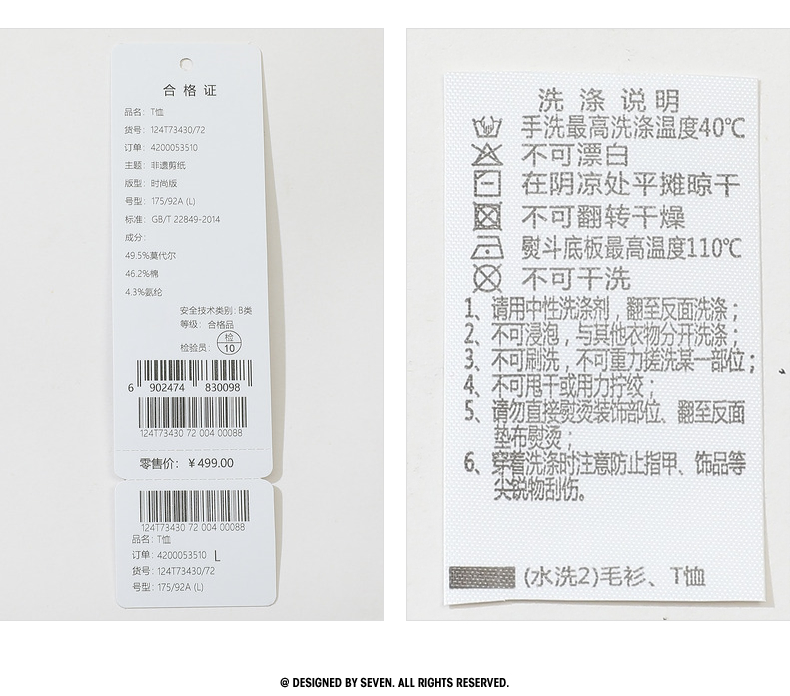 合格证
品名：T恤
货号：124T73430/72
订单：4200053510
主题：非遗剪纸
版型：时尚版
号型：175/92A (L)
标准：GB/T 22849-2014
成分：
49.5%莫代尔
46.2%棉
4.3%氨纶
安全技术类别：B类
等级：合格品
检验员：检 10
6 902474 830098
124T73430 72 004 00088
零售价：￥499.00
124T73430 72 004 00088
品名：T恤
订单：4200053510 L
货号：124T73430/72
号型：175/92A (L)
洗涤说明
手洗最高洗涤温度40℃
不可漂白
在阴凉处平摊晾干
不可翻转干燥
熨斗底板最高温度110℃
不可干洗
1、请用中性洗涤剂，翻至反面洗涤；
2、不可浸泡，与其他衣物分开洗涤；
3、不可刷洗，不可重力搓洗某一部位；
4、不可甩干或用力拧绞；
5、请勿直接熨烫装饰部位、翻至反面
垫布熨烫；
6、穿着洗涤时注意防止指甲、饰品等
尖锐物刮伤。
(水洗2)毛衫、T恤
@ DESIGNED BY SEVEN. ALL RIGHTS RESERVED.